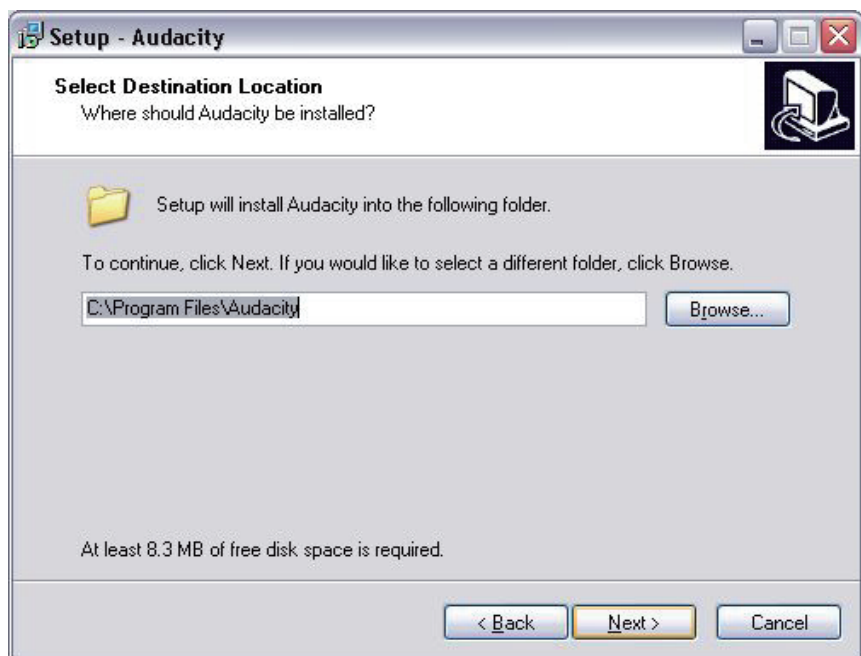 Setup - Audacity
Select Destination Location
Where should Audacity be installed?
Setup will install Audacity into the following folder.
To continue, click Next. If you would like to select a different folder, click Browse.
C:\Program Files\Audacity
Browse...
At least 8.3 MB of free disk space is required.
< Back
Next >
Cancel